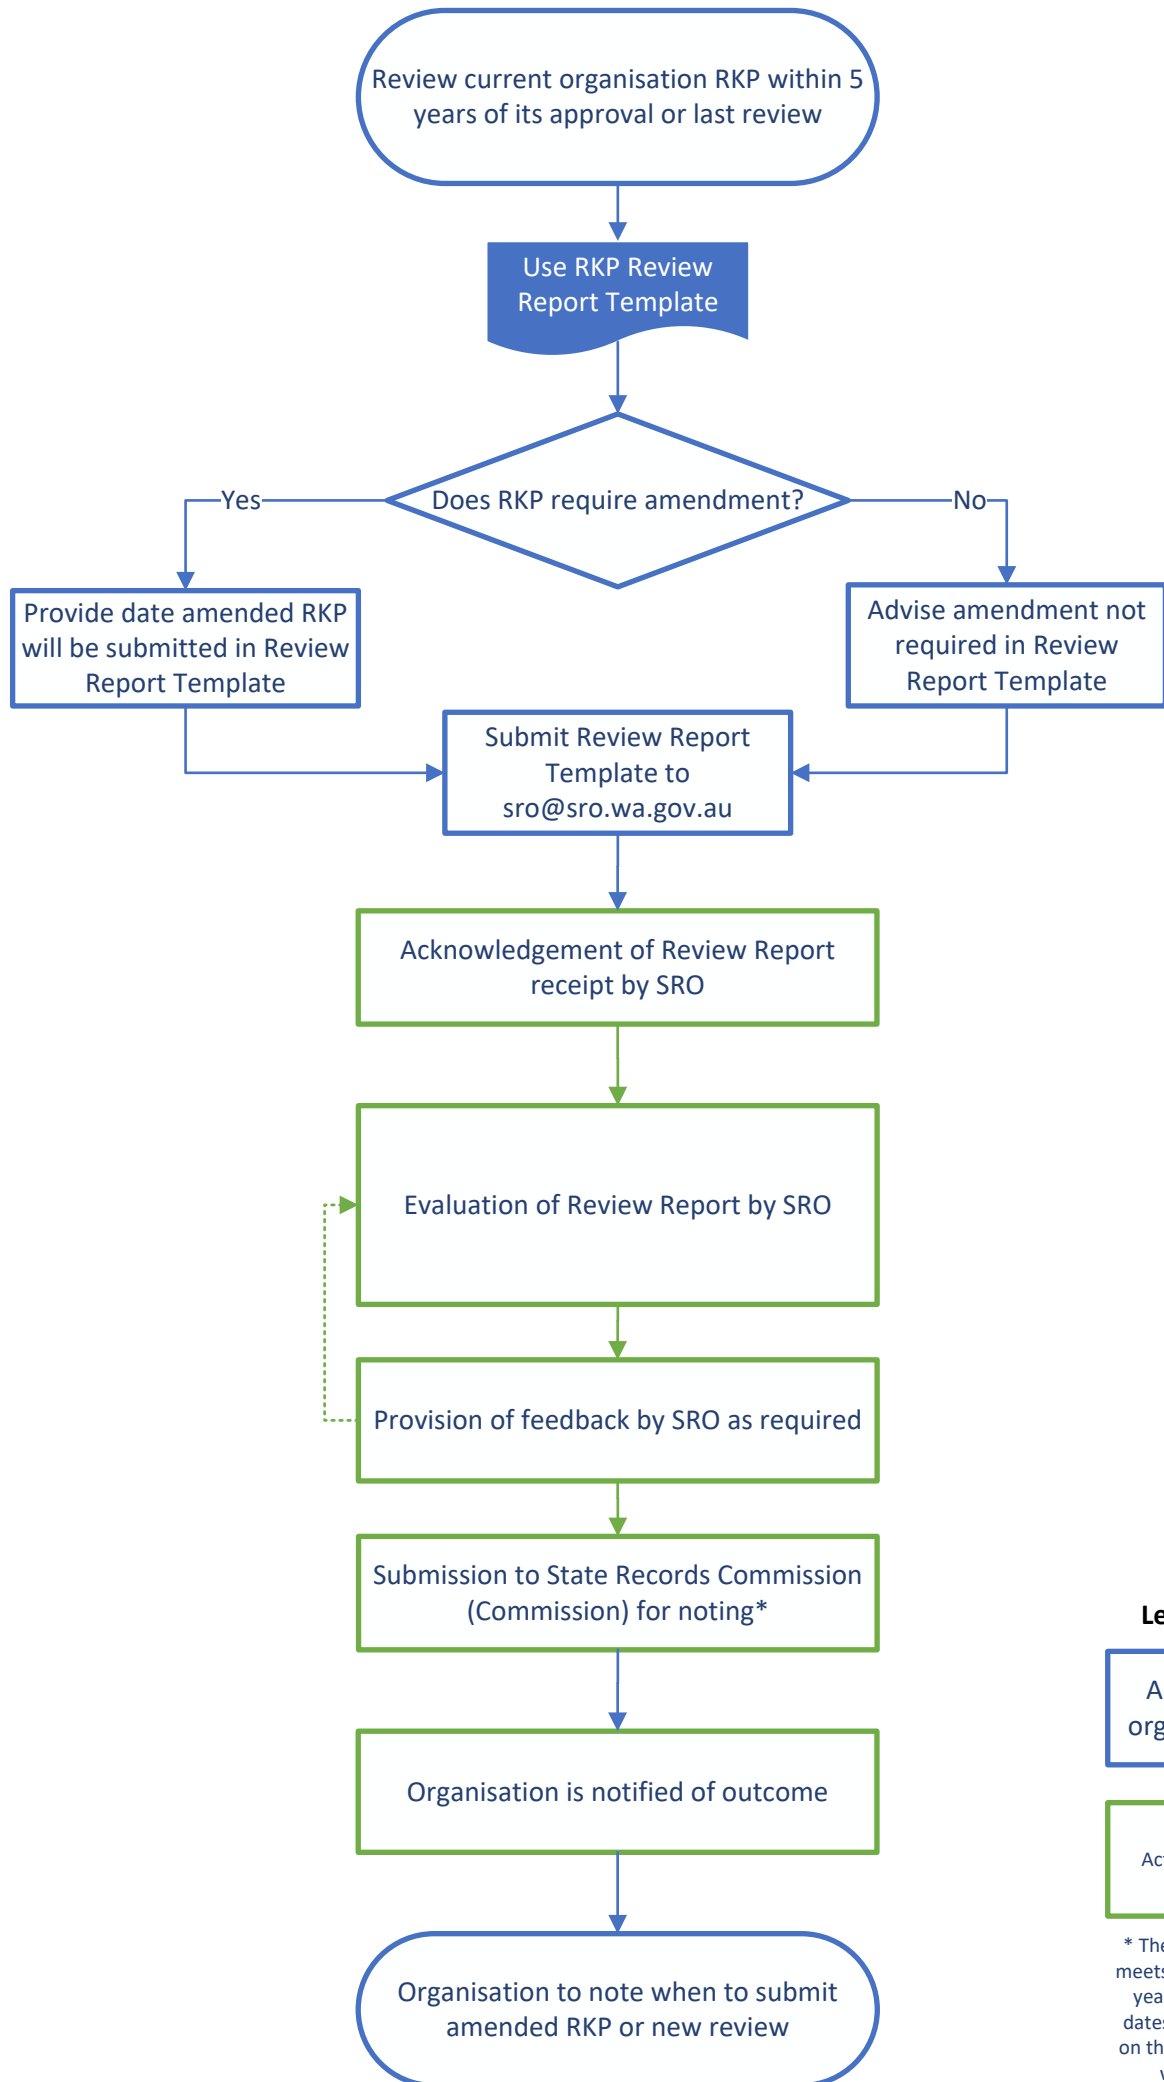 Review current organisation RKP within 5
years of its approval or last review
Use RKP Review
Report Template
Does RKP require amendment?
Yes
No
Provide date amended RKP
will be submitted in Review
Report Template
Advise amendment not
required in Review
Report Template
Submit Review Report
Template to
sro@sro.wa.gov.au
Acknowledgement of Review Report
receipt by SRO
Evaluation of Review Report by SRO
Provision of feedback by SRO as required
Submission to State Records Commission
(Commission) for noting*
Organisation is notified of outcome
Organisation to note when to submit
amended RKP or new review
* The
meets
dates
on th